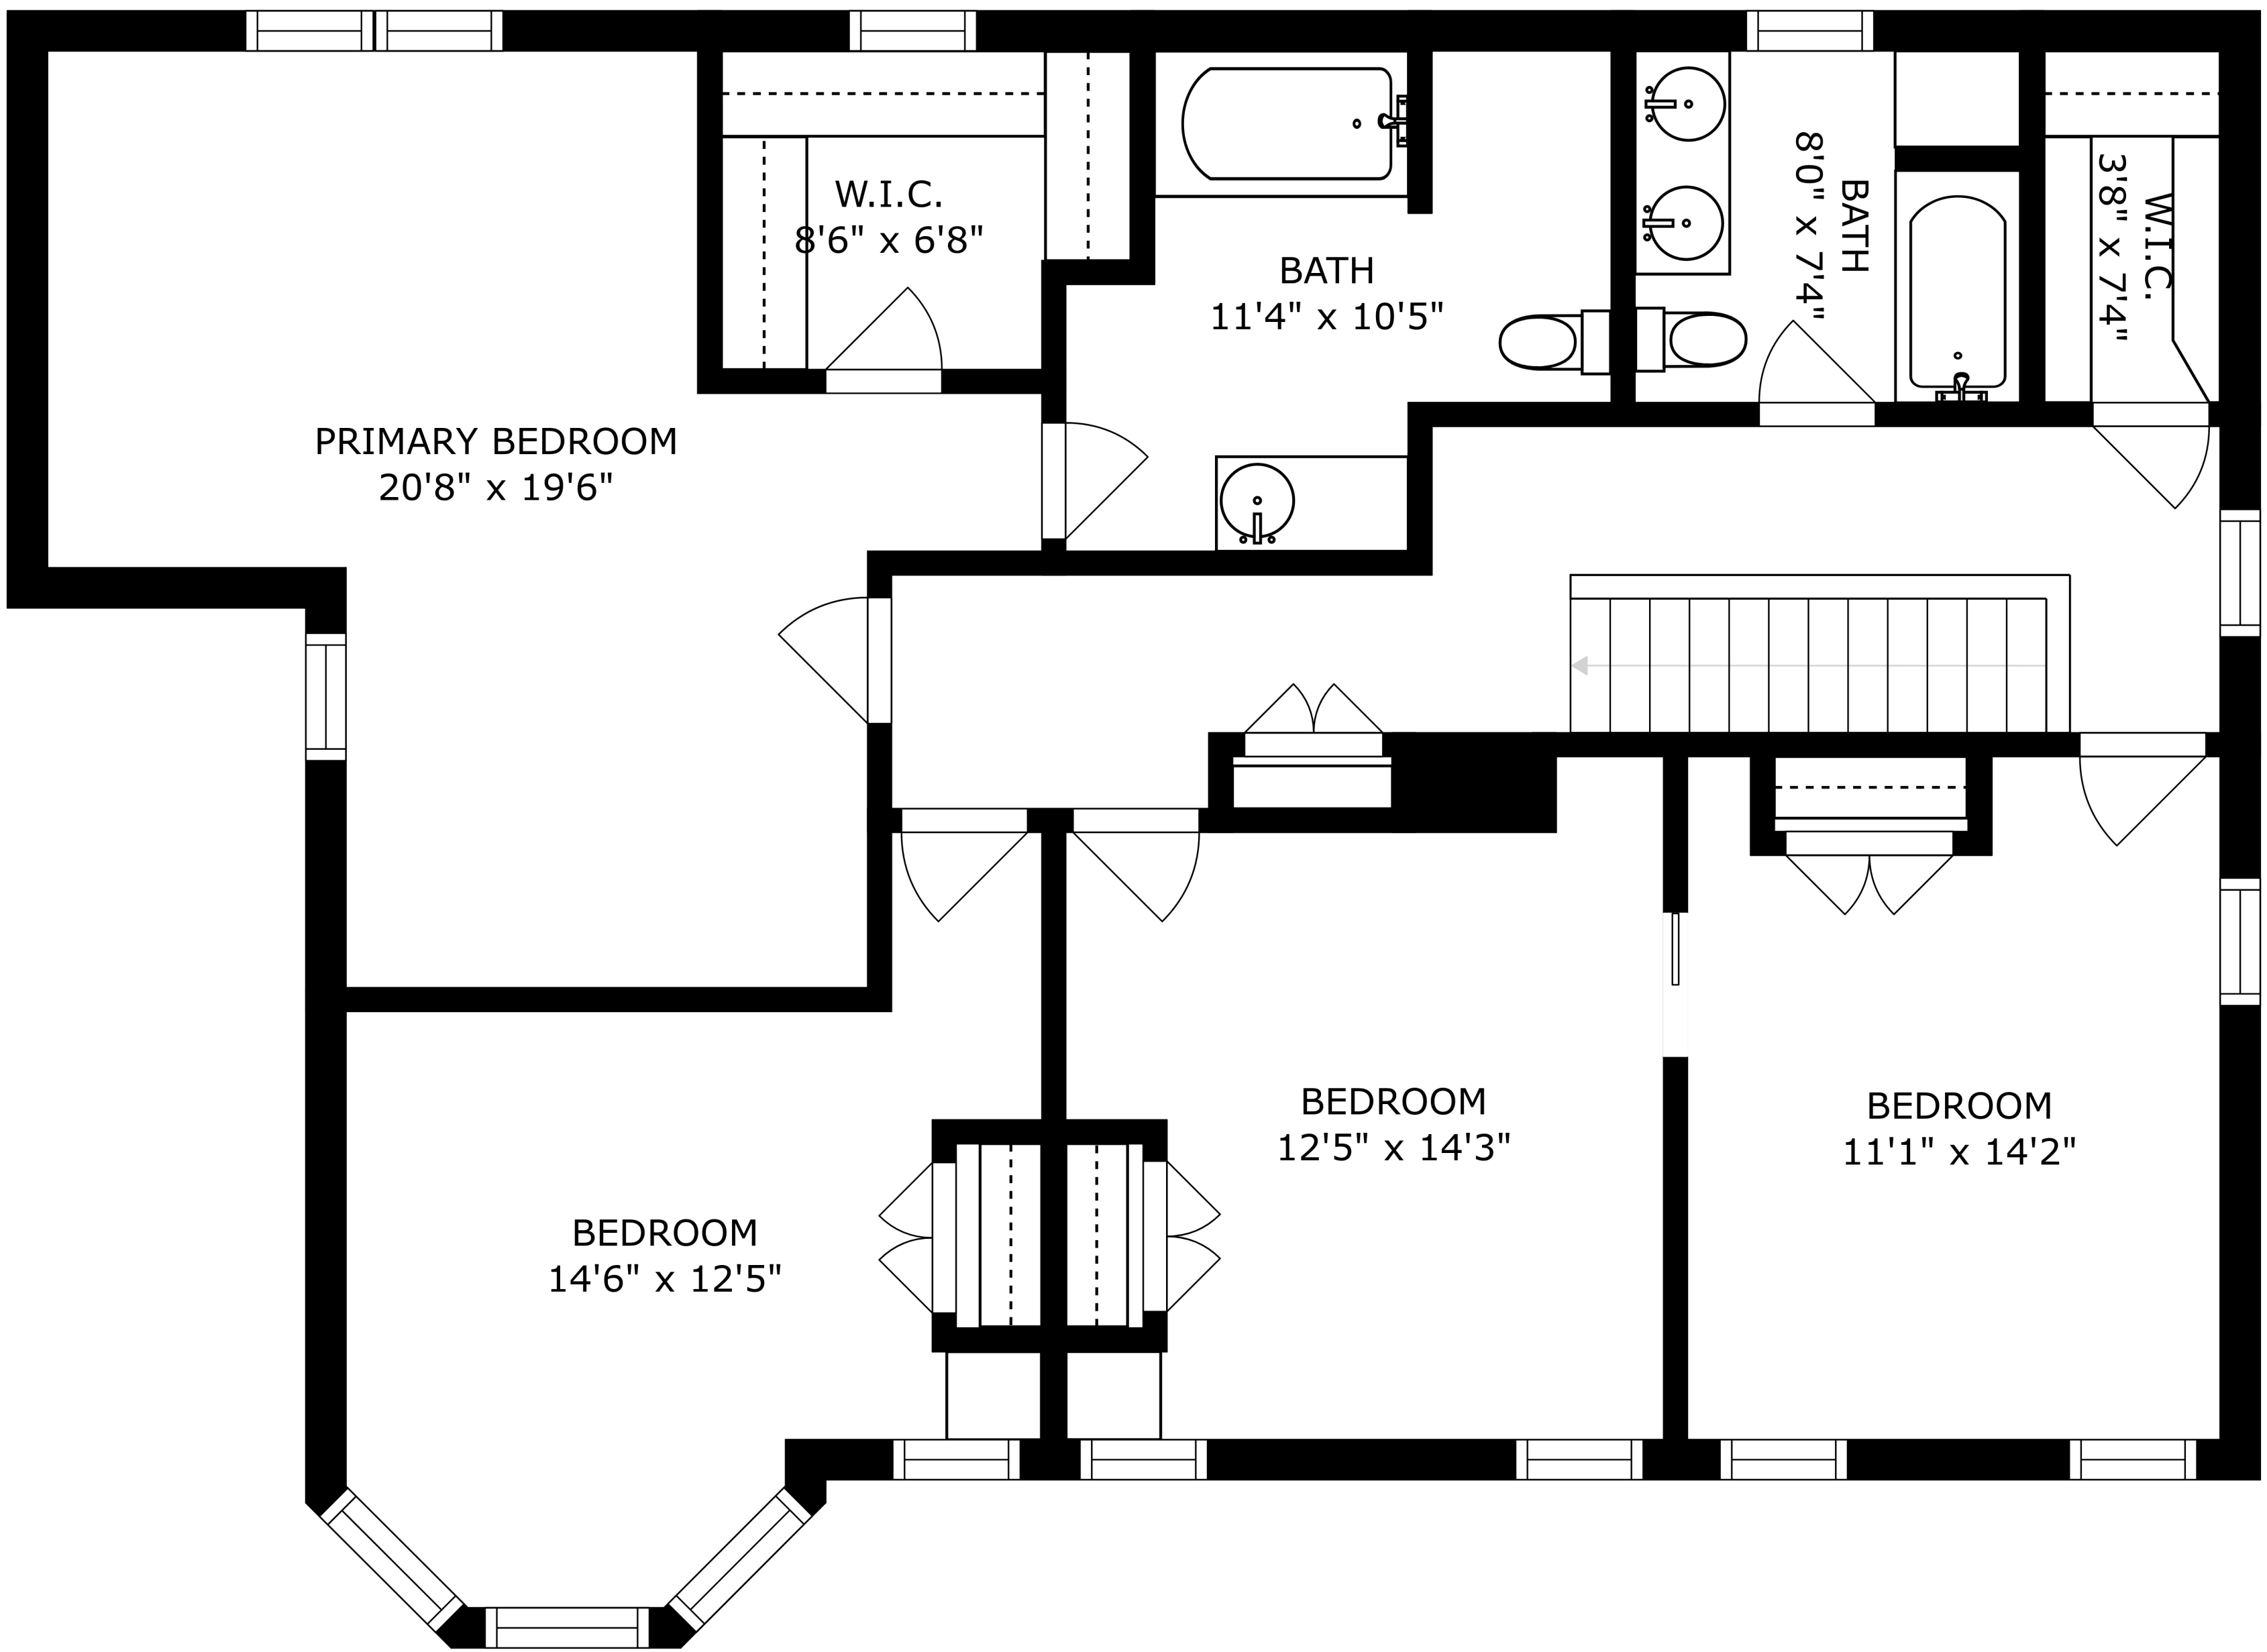 W.I.C.
8'6" x 6'8"
BATH
11'4" x 10'5"
BATH
8'0" x 7'4"
W.I.C.
3'8" x 7'4"
PRIMARY BEDROOM
20'8" x 19'6"
BEDROOM
12'5" x 14'3"
BEDROOM
11'1" x 14'2"
BEDROOM
14'6" x 12'5"